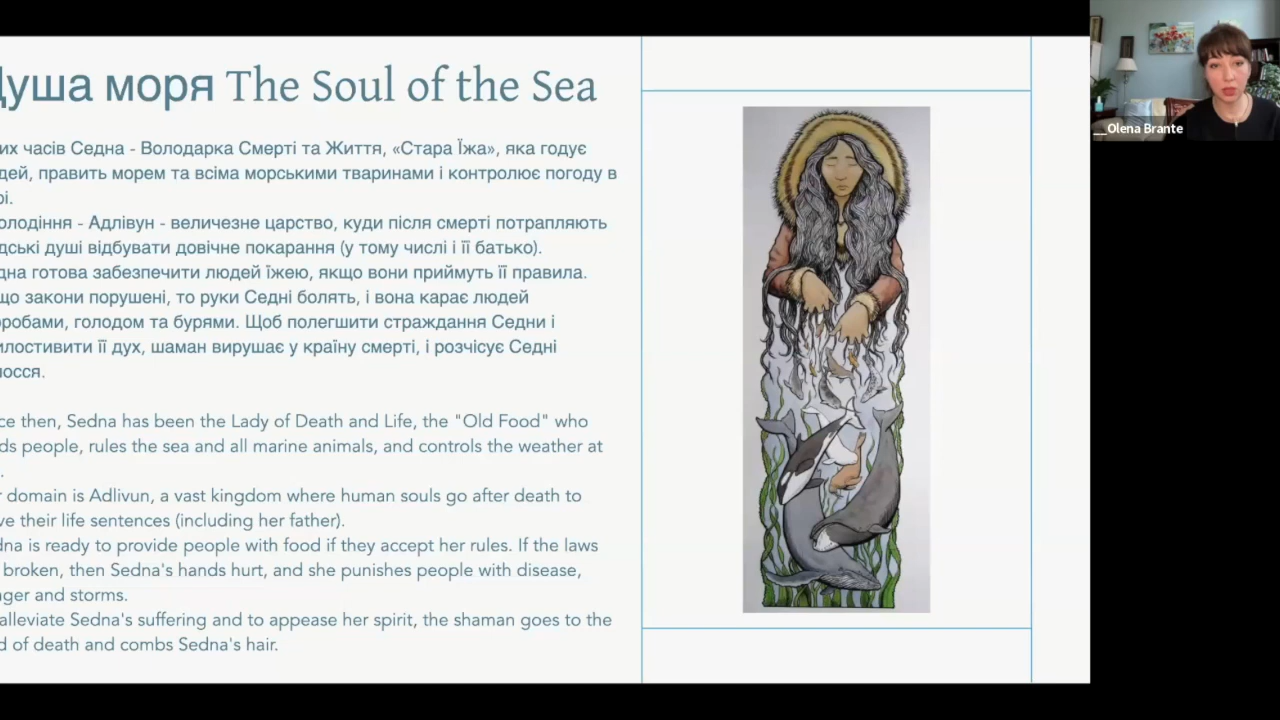 Душа моря The Soul of the Sea
их часів Седна - Володарка Смерті та Життя, «Стара Їжа», яка годує
дей, править морем та всіма морськими тваринами і контролює погоду в
рі.
олодіння - Адлівун - величезне царство, куди після смерті потрапляють
дські душі відбувати довічне покарання (у тому числі і її батько).
дна готова забезпечити людей їжею, якщо вони приймуть її правила.
що закони порушені, то руки Седні болять, і вона карає людей
оробами, голодом та бурями. Щоб полегшити страждання Седни і
илостивити її дух, шаман вирушає у країну смерті, і розчісує Седні
лосся.
ce then, Sedna has been the Lady of Death and Life, the "Old Food" who
ds people, rules the sea and all marine animals, and controls the weather at
.
r domain is Adlivun, a vast kingdom where human souls go after death to
ve their life sentences (including her father).
dna is ready to provide people with food if they accept her rules. If the laws
broken, then Sedna's hands hurt, and she punishes people with disease,
ger and storms.
alleviate Sedna's suffering and to appease her spirit, the shaman goes to the
d of death and combs Sedna's hair.
__Olena Brante